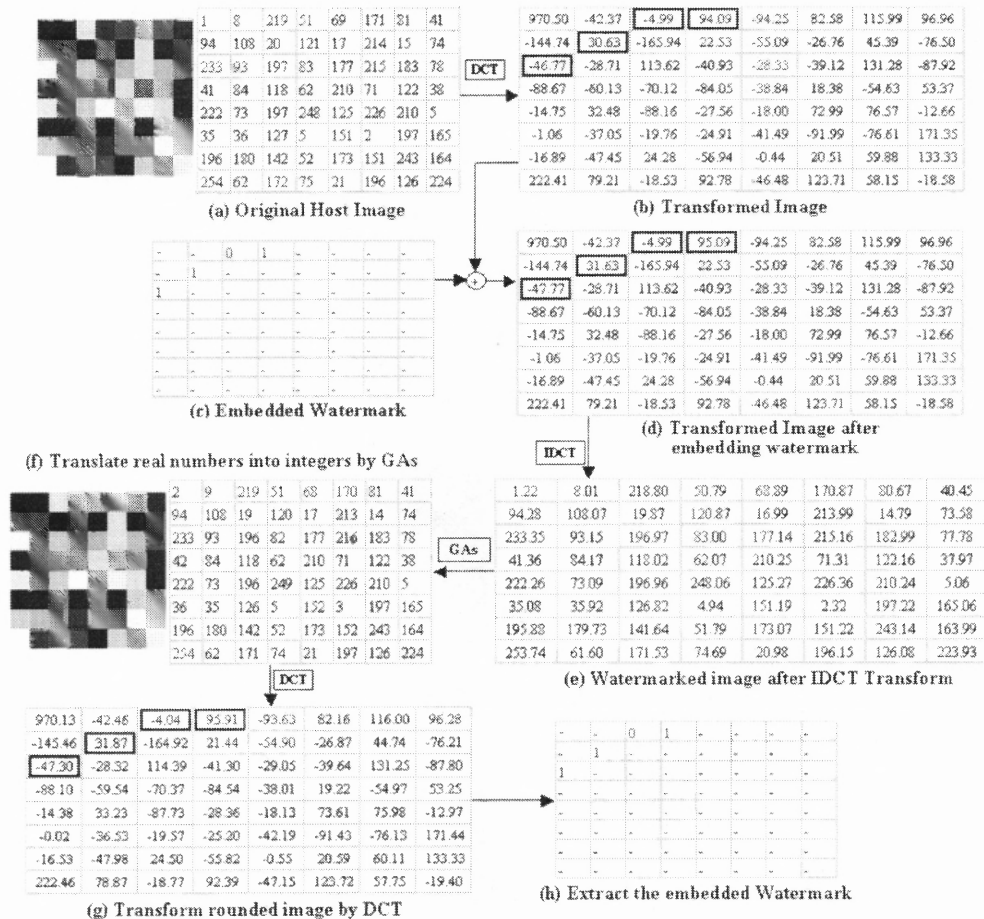 1 8 219 51 69 171 81 41
94 108 20 121 17 214 15 74
233 93 197 83 177 215 183 78
41 84 118 62 210 71 122 38
222 73 197 248 125 226 210 5
35 36 127 5 151 2 197 165
196 180 142 52 173 151 243 164
254 62 172 75 21 196 126 224
(a) Original Host Image
DCT
970.50 -42.37 -4.99 94.09 -94.25 82.58 115.99 96.96
-144.74 30.63 -165.94 22.53 -55.09 -26.76 45.39 -76.50
-46.77 -28.71 113.62 -40.93 -28.33 -39.12 131.28 -87.92
-88.67 -60.13 -70.12 -84.05 -38.84 18.38 -54.63 53.37
-14.75 32.48 -88.16 -27.56 -18.00 72.99 76.57 -12.66
-1.06 -37.05 -19.76 -24.91 -41.49 -91.99 -76.61 171.35
-16.89 -47.45 24.28 -56.94 -0.44 20.51 59.88 133.33
222.41 79.21 -18.53 92.78 -46.48 123.71 58.15 -18.58
(b) Transformed Image
- - 0 1 - - - -
- 1 - - - - - -
1 - - - - - - -
- - - - - - - -
- - - - - - - -
- - - - - - - -
- - - - - - - -
- - - - - - - -
(c) Embedded Watermark
+
970.50 -42.37 -4.99 95.09 -94.25 82.58 115.99 96.96
-144.74 31.63 -165.94 22.53 -55.09 -26.76 45.39 -76.50
-47.77 -28.71 113.62 -40.93 -28.33 -39.12 131.28 -87.92
-88.67 -60.13 -70.12 -84.05 -38.84 18.38 -54.63 53.37
-14.75 32.48 -88.16 -27.56 -18.00 72.99 76.57 -12.66
-1.06 -37.05 -19.76 -24.91 -41.49 -91.99 -76.61 171.35
-16.89 -47.45 24.28 -56.94 -0.44 20.51 59.88 133.33
222.41 79.21 -18.53 92.78 -46.48 123.71 58.15 -18.58
(d) Transformed Image after
embedding watermark
IDCT
(f) Translate real numbers into integers by GAs
2 9 219 51 68 170 81 41
94 108 19 120 17 213 14 74
233 93 196 82 177 216 183 78
42 84 118 62 210 71 122 38
222 73 196 249 125 226 210 5
36 35 126 5 152 3 197 165
196 180 142 52 173 152 243 164
254 62 171 74 21 197 126 224
GAs
1.22 8.01 218.80 50.79 68.89 170.87 80.67 40.45
94.28 108.07 19.87 120.87 16.99 213.99 14.79 73.58
233.35 93.15 196.97 83.00 177.14 215.16 182.99 77.78
41.36 84.17 118.02 62.07 210.25 71.31 122.16 37.97
222.26 73.09 196.96 248.06 125.27 226.36 210.24 5.06
35.08 35.92 126.82 4.94 151.19 2.32 197.22 165.06
195.88 179.73 141.64 51.79 173.07 151.22 243.14 163.99
253.74 61.60 171.53 74.69 20.98 196.15 126.08 223.93
(e) Watermarked image after IDCT Transform
DCT
970.13 -42.46 -4.04 95.91 -93.63 82.16 116.00 96.28
-145.46 31.87 -164.92 21.44 -54.90 -26.87 44.74 -76.21
-47.30 -28.32 114.39 -41.30 -29.05 -39.64 131.25 -87.80
-88.10 -59.54 -70.37 -84.54 -38.01 19.22 -54.97 53.25
-14.38 33.23 -87.73 -28.36 -18.13 73.61 75.98 -12.97
-0.02 -36.53 -19.57 -25.20 -42.19 -91.43 -76.13 171.44
-16.53 -47.98 24.50 -55.82 -0.55 20.59 60.11 133.33
222.46 78.87 -18.77 92.39 -47.15 123.72 57.75 -19.40
(g) Transform rounded image by DCT
- - 0 1 - - - -
- 1 - - - - - -
1 - - - - - - -
- - - - - - - -
- - - - - - - -
- - - - - - - -
- - - - - - - -
- - - - - - - -
(h) Extract the embedded Watermark